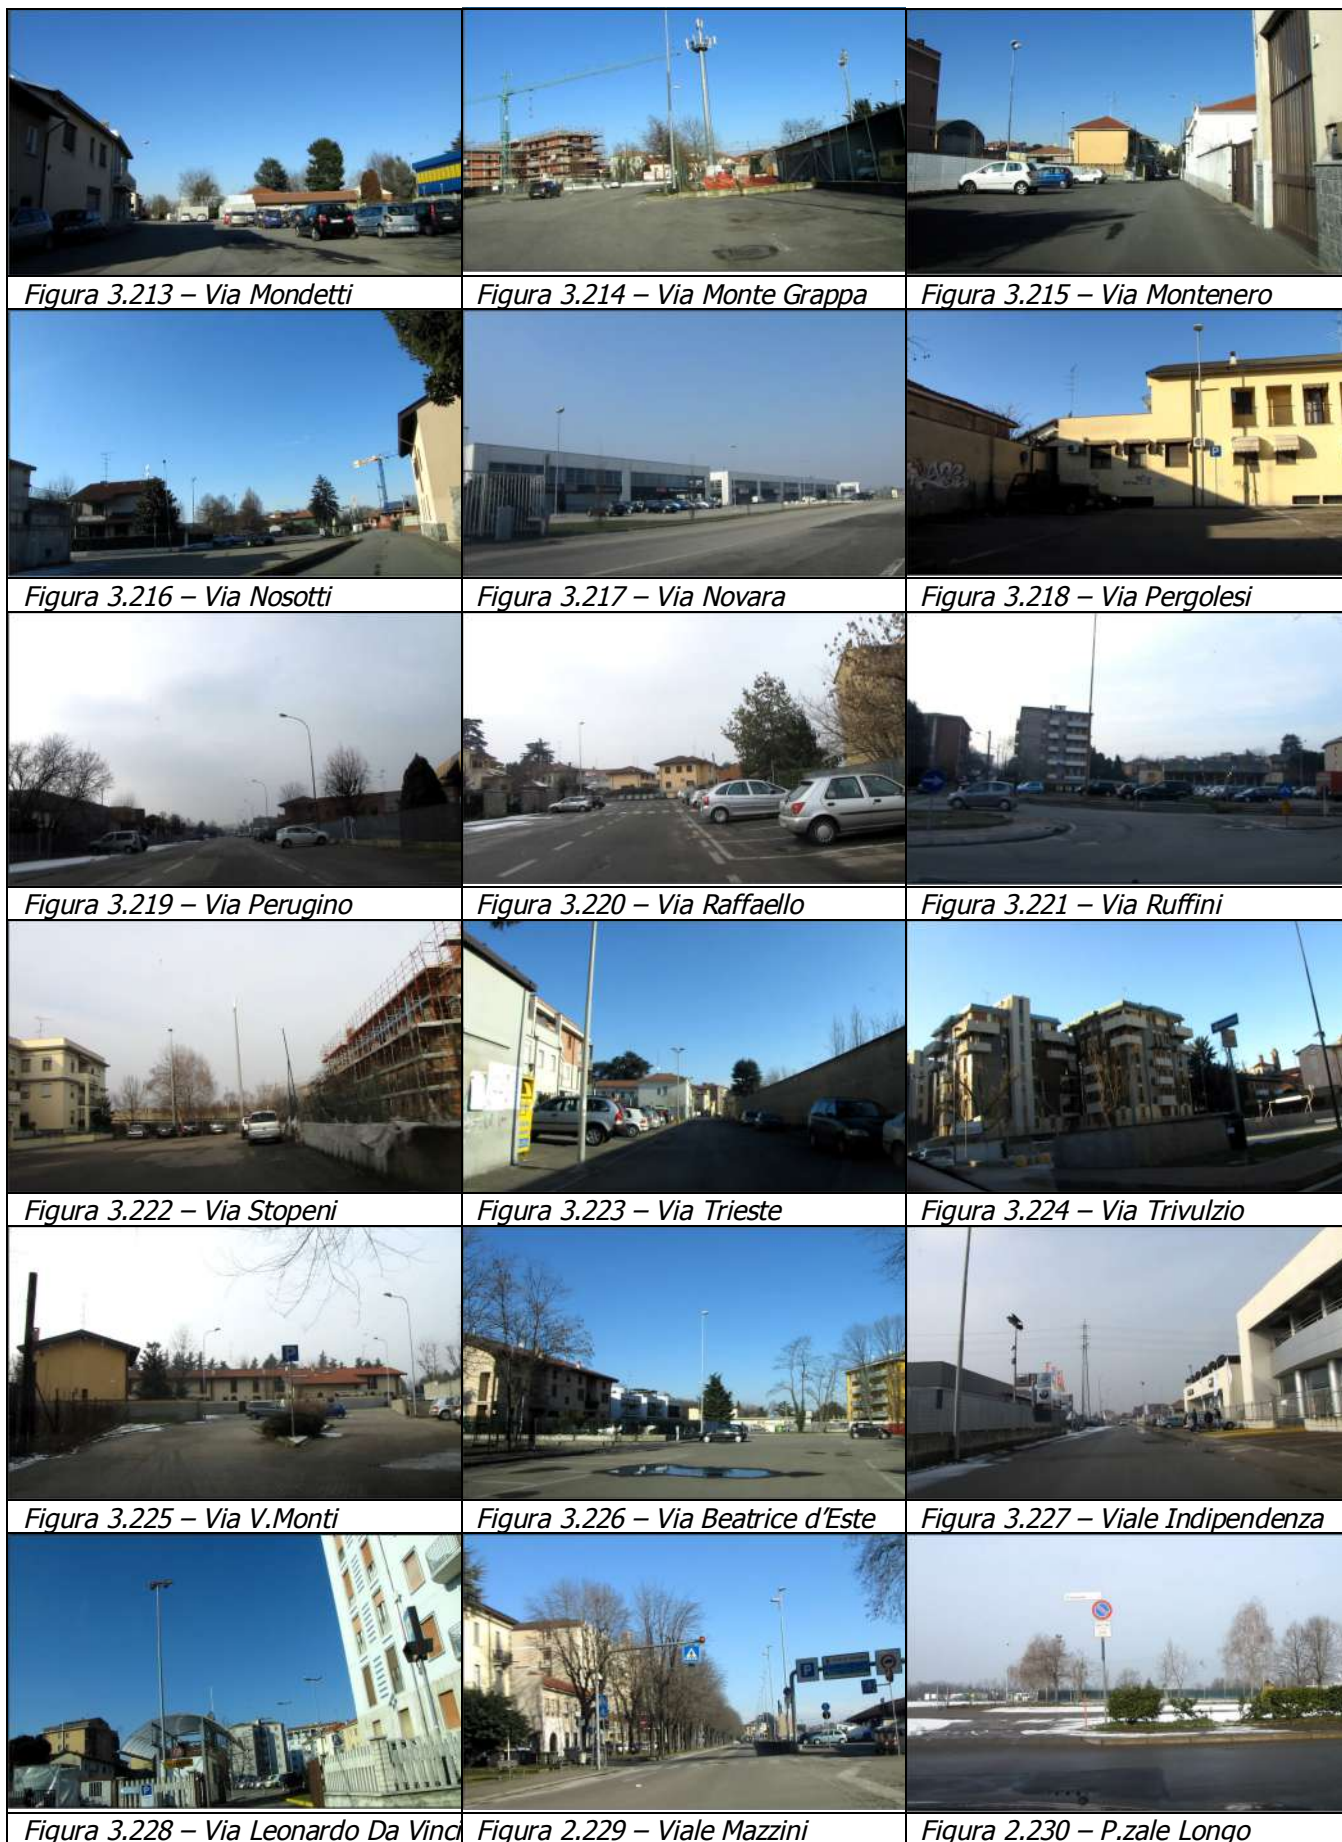 Figura 3.213 – Via Mondetti
Figura 3.214 – Via Monte Grappa
Figura 3.215 – Via Montenero
Figura 3.216 – Via Nosotti
Figura 3.217 – Via Novara
Figura 3.218 – Via Pergolesi
P
Figura 3.219 – Via Perugino
Figura 3.220 – Via Raffaello
Figura 3.221 – Via Ruffini
Figura 3.222 – Via Stopeni
Figura 3.223 – Via Trieste
Figura 3.224 – Via Trivulzio
P
Figura 3.225 – Via V.Monti
Figura 3.226 – Via Beatrice d'Este
Figura 3.227 – Viale Indipendenza
P
P
Figura 3.228 – Via Leonardo Da Vinci
Figura 2.229 – Viale Mazzini
Figura 2.230 – P.zale Longo